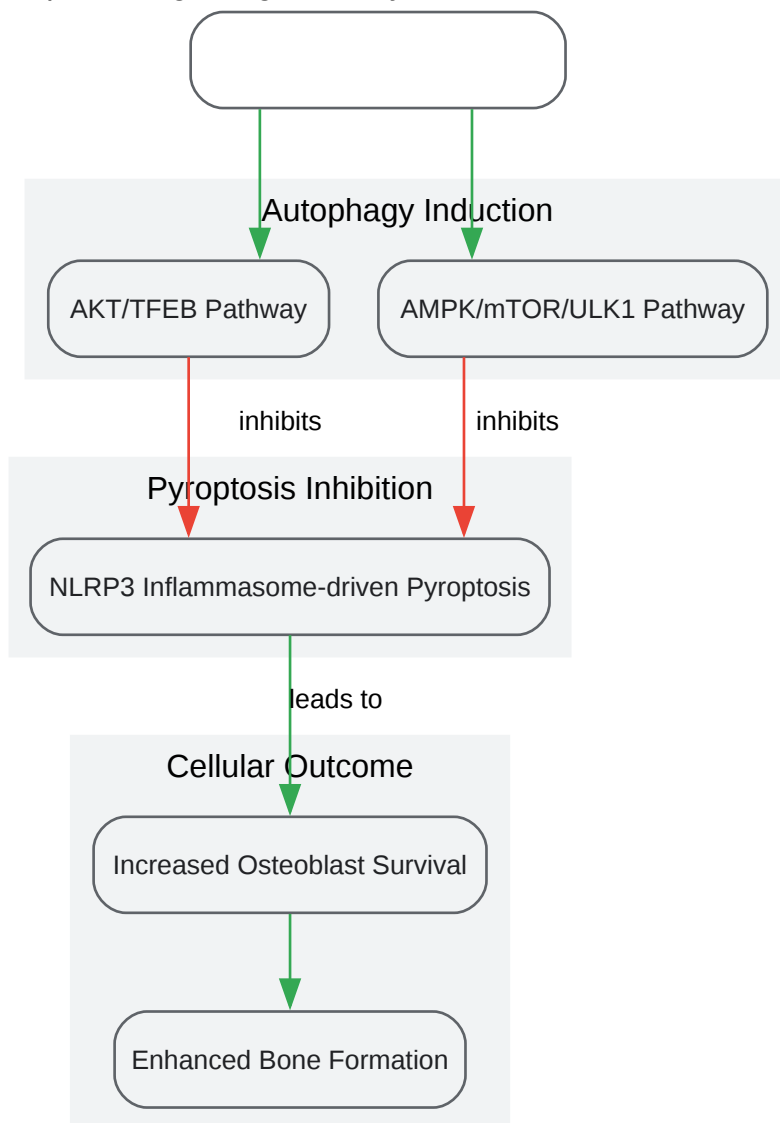 Autophagy Induction
AKT/TFEB Pathway
AMPK/mTOR/ULK1 Pathway
inhibits
inhibits
Pyroptosis Inhibition
NLRP3 Inflammasome-driven Pyroptosis
leads to
Cellular Outcome
Increased Osteoblast Survival
Enhanced Bone Formation